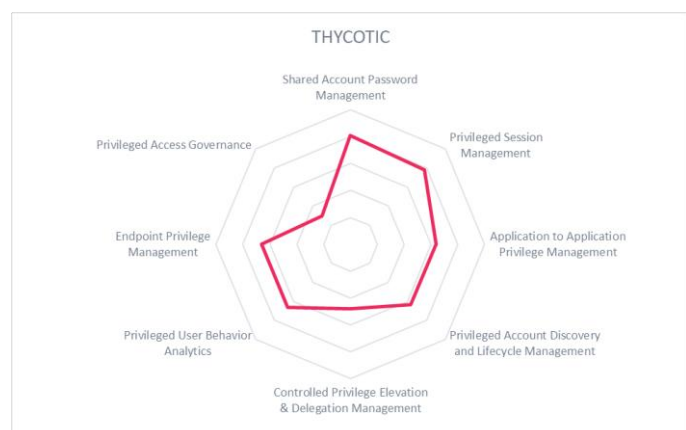 THYCOTIC
Shared Account Password
Management
Privileged Access Governance
Privileged Session
Management
Endpoint Privilege
Management
Application to Application
Privilege Management
Privileged User Behavior
Analytics
Privileged Account Discovery
and Lifecycle Management
Controlled Privilege Elevation
& Delegation Management